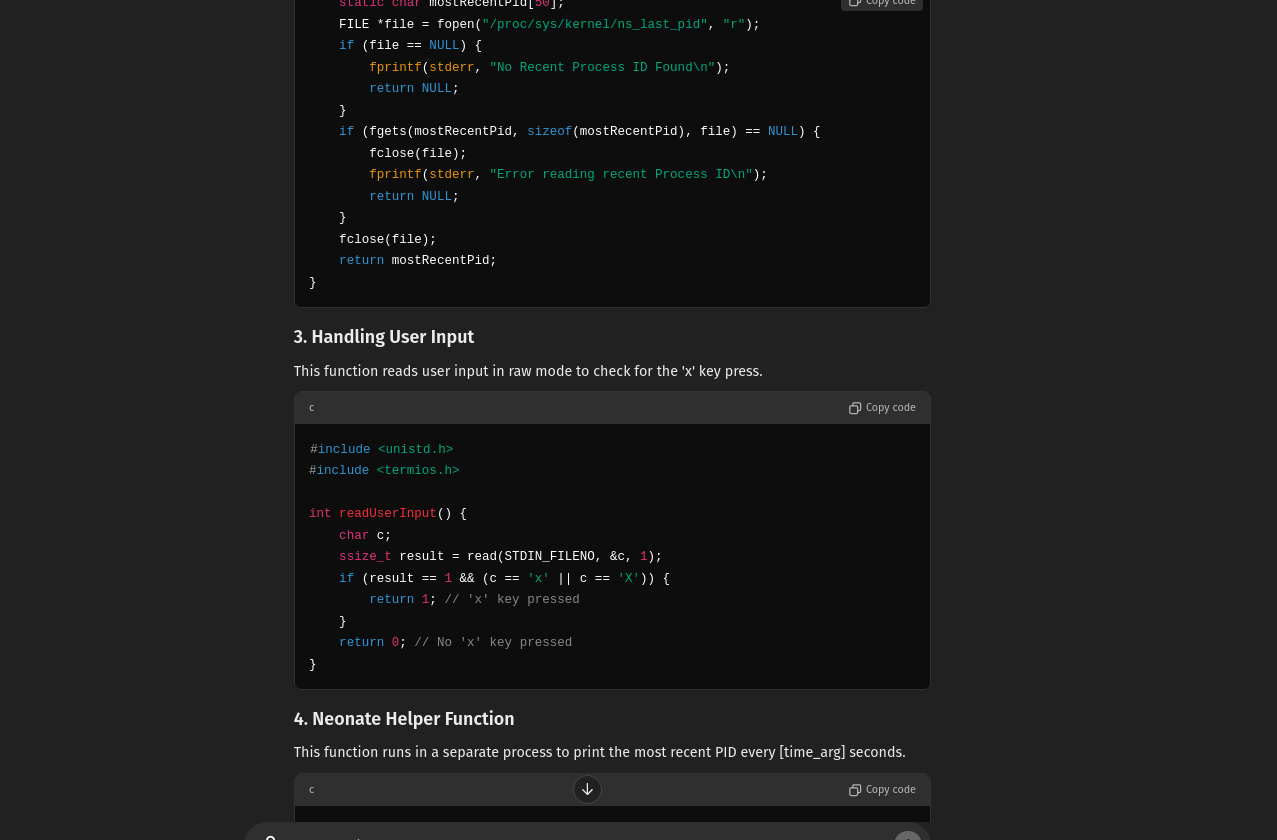 static char mostRecentPid[50];
Copy code
    FILE *file = fopen("/proc/sys/kernel/ns_last_pid", "r");
    if (file == NULL) {
        fprintf(stderr, "No Recent Process ID Found\n");
        return NULL;
    }
    if (fgets(mostRecentPid, sizeof(mostRecentPid), file) == NULL) {
        fclose(file);
        fprintf(stderr, "Error reading recent Process ID\n");
        return NULL;
    }
    fclose(file);
    return mostRecentPid;
}
3. Handling User Input
This function reads user input in raw mode to check for the 'x' key press.
c
Copy code
#include <unistd.h>
#include <termios.h>
int readUserInput() {
    char c;
    ssize_t result = read(STDIN_FILENO, &c, 1);
    if (result == 1 && (c == 'x' || c == 'X')) {
        return 1; // 'x' key pressed
    }
    return 0; // No 'x' key pressed
}
4. Neonate Helper Function
This function runs in a separate process to print the most recent PID every [time_arg] seconds.
c
Copy code